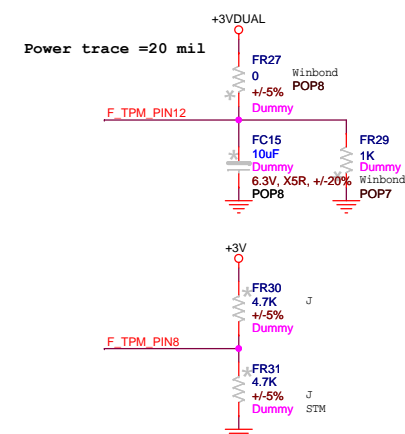 +3VDUAL
Power trace =20 mil
FR27
0
Winbond
+/-5%
POP8
Dummy
F_TPM_PIN12
FC15
10uF
Dummy
6.3V, X5R, +/-20%
POP8
FR29
1K
Dummy
Winbond
POP7
+3V
FR30
4.7K
J
+/-5%
Dummy
F_TPM_PIN8
FR31
4.7K
+/-5%
J
Dummy
STM